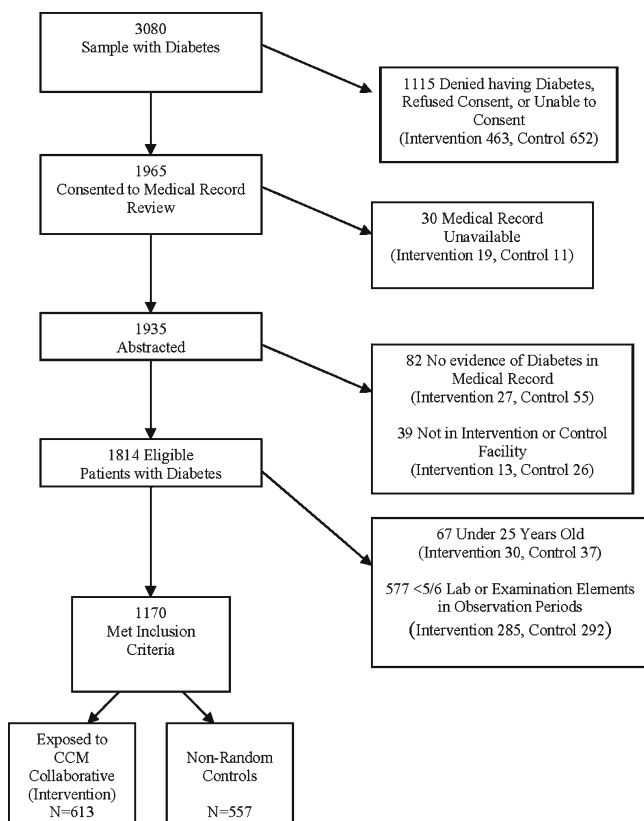 3080
Sample with Diabetes
1115 Denied having Diabetes,
Refused Consent, or Unable to
Consent
(Intervention 463, Control 652)
1965
Consented to Medical Record
Review
30 Medical Record
Unavailable
(Intervention 19, Control 11)
1935
Abstracted
82 No evidence of Diabetes in
Medical Record
(Intervention 27, Control 55)
39 Not in Intervention or Control
Facility
(Intervention 13, Control 26)
1814 Eligible
Patients with Diabetes
67 Under 25 Years Old
(Intervention 30, Control 37)
577 <5/6 Lab or Examination Elements
in Observation Periods
(Intervention 285, Control 292)
1170
Met Inclusion
Criteria
Exposed to
CCM
Collaborative
(Intervention)
N=613
Non-Random
Controls
N=557